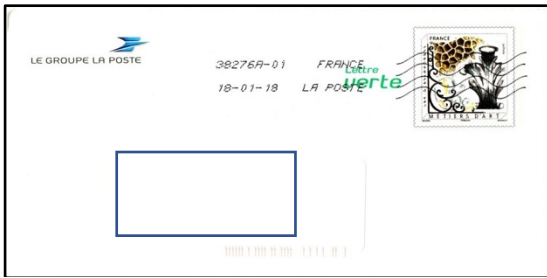 LE GROUPE LA POSTE
38276A-01 FRANCE
18-01-18 LA POSTE
Lettre
verte
FRANCE
MÉTIERS D'ART